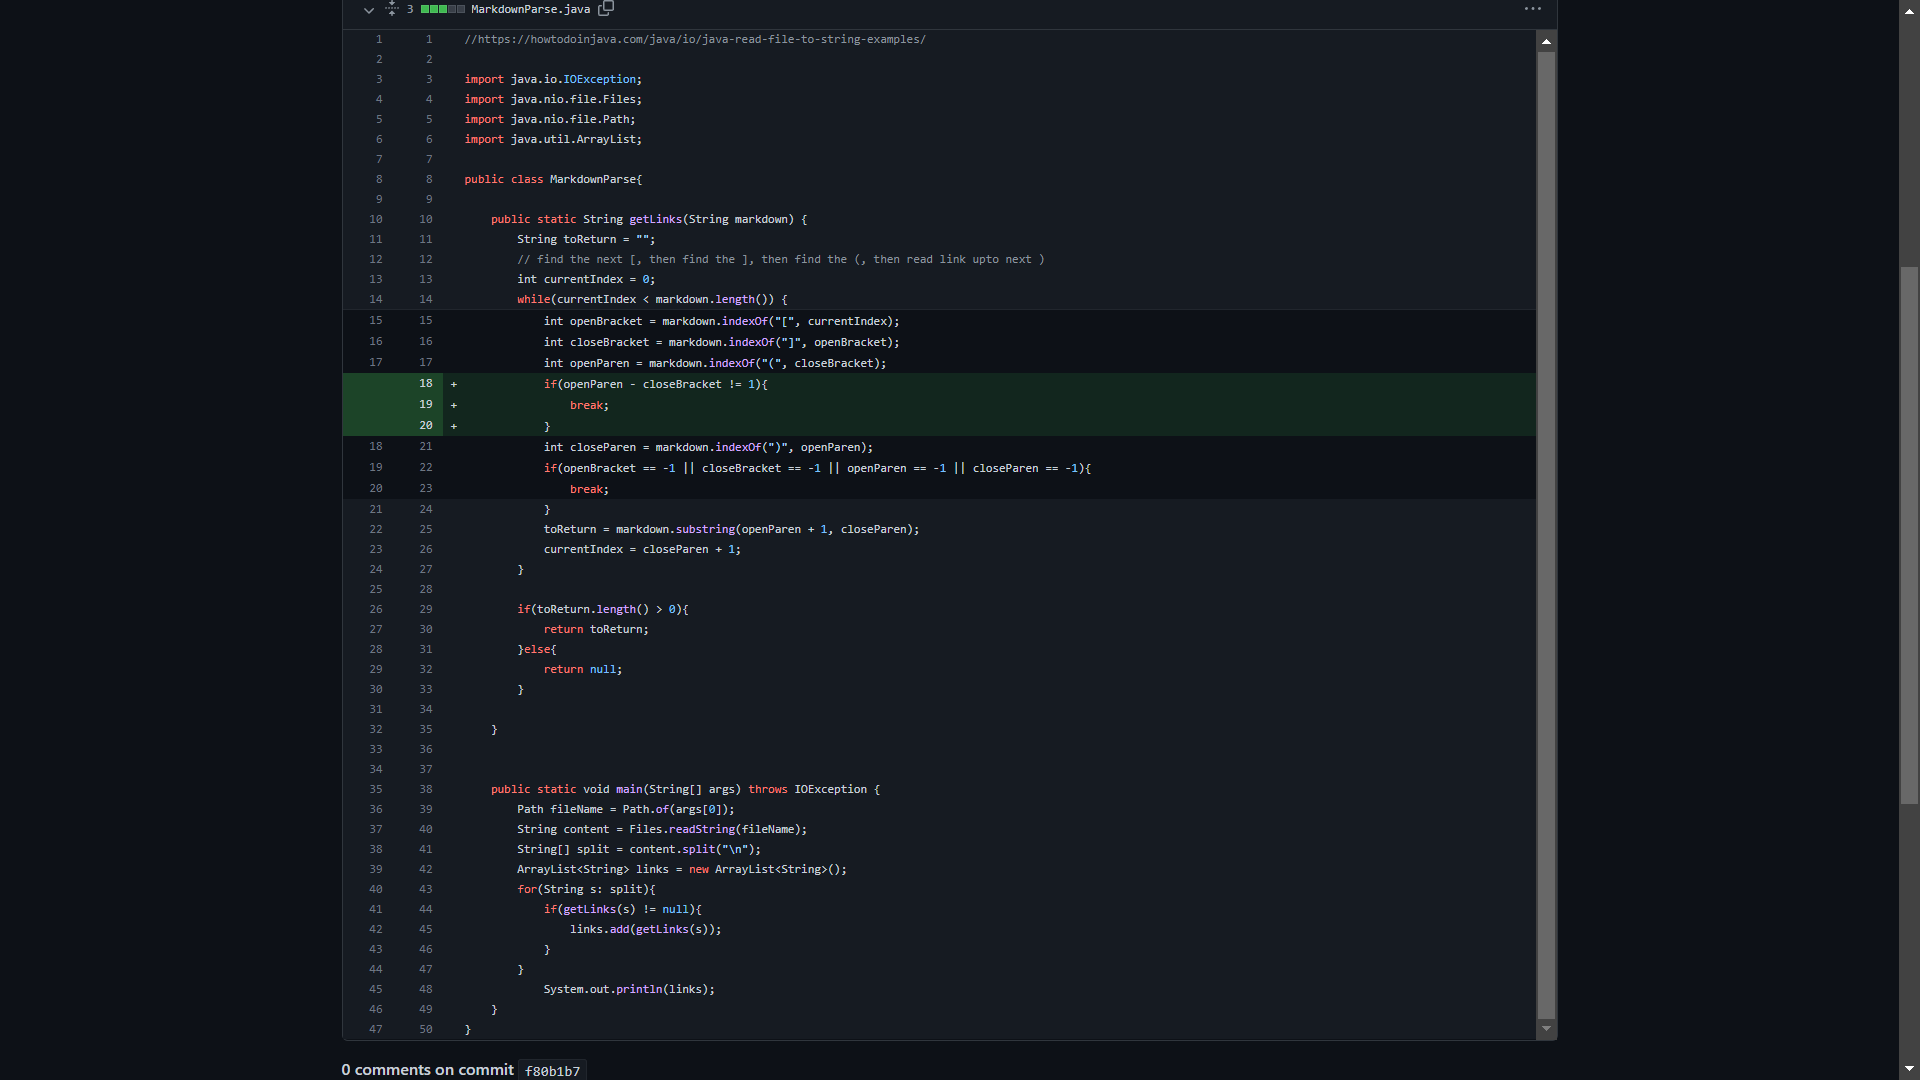 3 MarkdownParse.java ...
1 1 //https://howtodoinjava.com/java/io/java-read-file-to-string-examples/
2 2
3 3 import java.io.IOException;
4 4 import java.nio.file.Files;
5 5 import java.nio.file.Path;
6 6 import java.util.ArrayList;
7 7
8 8 public class MarkdownParse{
9 9
10 10 public static String getLinks(String markdown) {
11 11 String toReturn = "";
12 12 // find the next [, then find the ], then find the (, then read link upto next )
13 13 int currentIndex = 0;
14 14 while(currentIndex < markdown.length()) {
15 15 int openBracket = markdown.indexOf("[", currentIndex);
16 16 int closeBracket = markdown.indexOf("]", openBracket);
17 17 int openParen = markdown.indexOf("(", closeBracket);
18 + if(openParen - closeBracket != 1){
19 + break;
20 + }
18 21 int closeParen = markdown.indexOf(")", openParen);
19 22 if(openBracket == -1 || closeBracket == -1 || openParen == -1 || closeParen == -1){
20 23 break;
21 24 }
22 25 toReturn = markdown.substring(openParen + 1, closeParen);
23 26 currentIndex = closeParen + 1;
24 27 }
25 28
26 29 if(toReturn.length() > 0){
27 30 return toReturn;
28 31 }else{
29 32 return null;
30 33 }
31 34
32 35 }
33 36
34 37
35 38 public static void main(String[] args) throws IOException {
36 39 Path fileName = Path.of(args[0]);
37 40 String content = Files.readString(fileName);
38 41 String[] split = content.split("\n");
39 42 ArrayList<String> links = new ArrayList<String>();
40 43 for(String s: split){
41 44 if(getLinks(s) != null){
42 45 links.add(getLinks(s));
43 46 }
44 47 }
45 48 System.out.println(links);
46 49 }
47 50 }
0 comments on commit f80b1b7